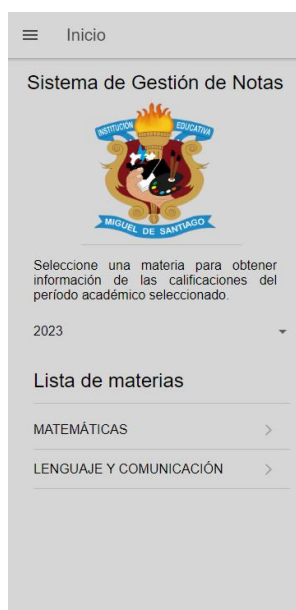 Inicio
Sistema de Gestión de Notas
INSTITUCIÓN EDUCATIVA
MIGUEL DE SANTIAGO
Seleccione una materia para obtener
información de las calificaciones del
período académico seleccionado.
2023
Lista de materias
MATEMÁTICAS
LENGUAJE Y COMUNICACIÓN